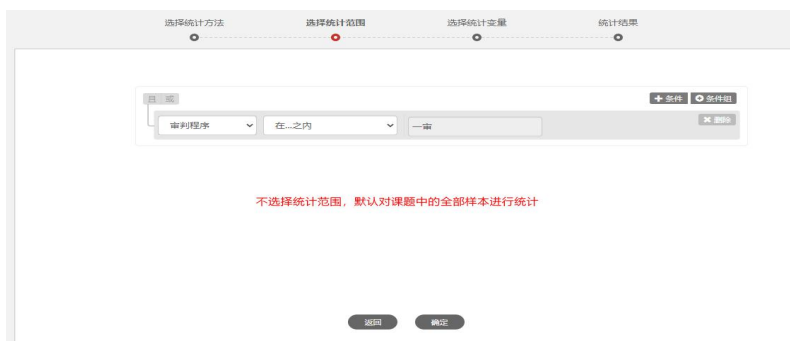 选择统计方法 选择统计范围 选择统计变量 统计结果
且 或 条件 条件组
审判程序 在...之内 一审 删除
不选择统计范围，默认对课题中的全部样本进行统计
返回 确定